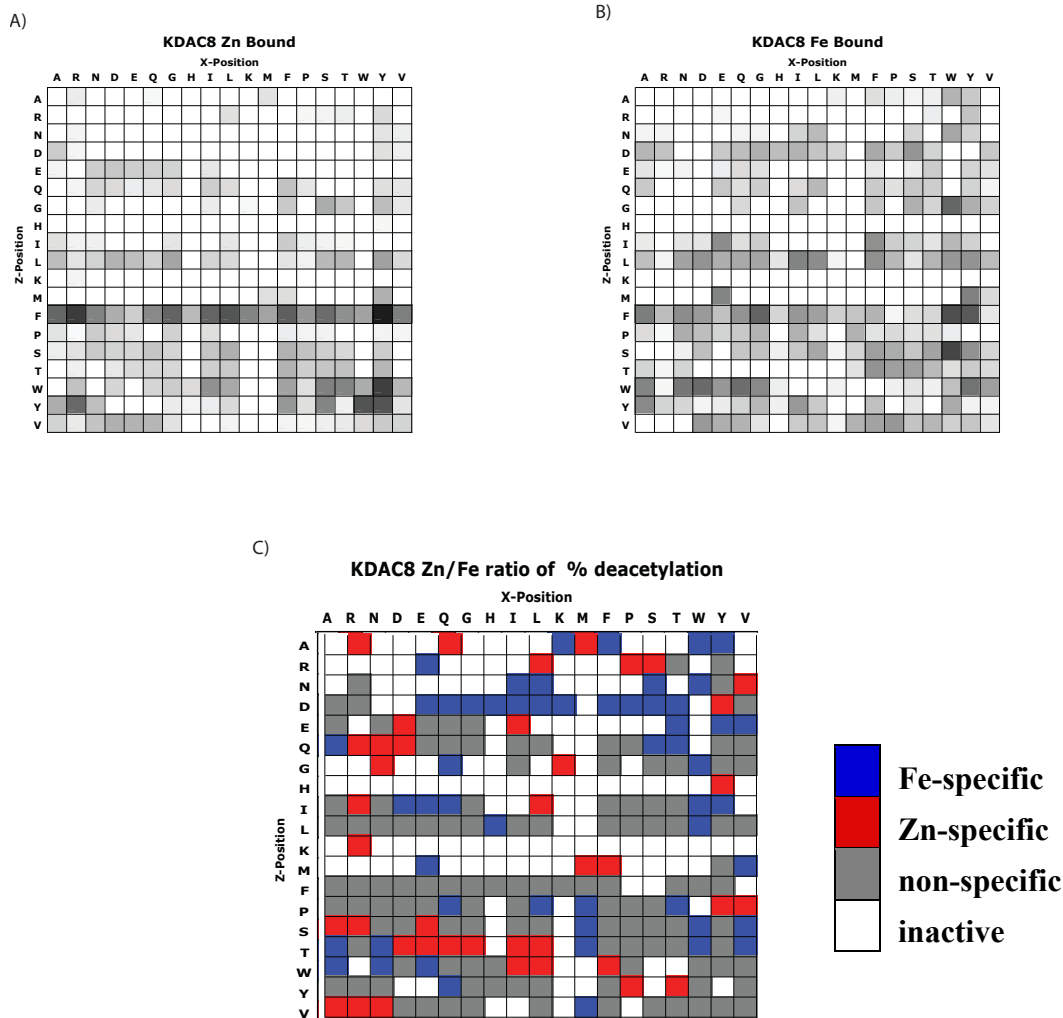 A)
KDAC8 Zn Bound
X-Position
A R N D E Q G H I L K M F P S T W Y V
Z-Position
A
R
N
D
E
Q
G
H
I
L
K
M
F
P
S
T
W
Y
V
B)
KDAC8 Fe Bound
X-Position
A R N D E Q G H I L K M F P S T W Y V
Z-Position
A
R
N
D
E
Q
G
H
I
L
K
M
F
P
S
T
W
Y
V
C)
KDAC8 Zn/Fe ratio of % deacetylation
X-Position
A R N D E Q G H I L K M F P S T W Y V
Z-Position
A
R
N
D
E
Q
G
H
I
L
K
M
F
P
S
T
W
Y
V
Fe-specific
Zn-specific
non-specific
inactive